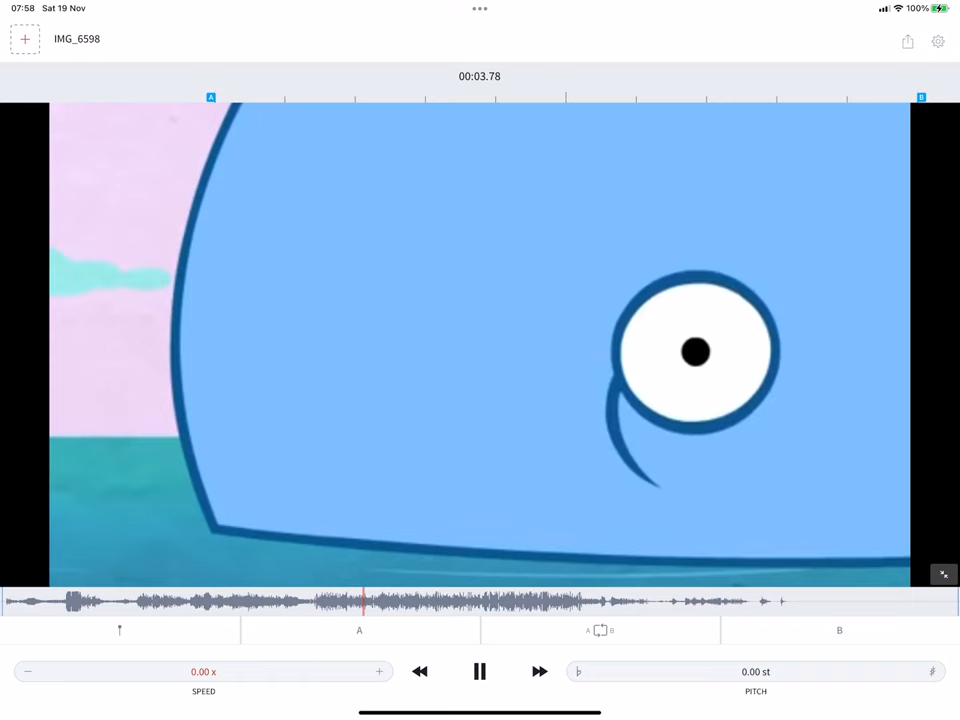 07:58 Sat 19 Nov
100%
IMG_6598
00:03.78
A
B
A
A B
B
− 0.00 x +
♭ 0.00 st ♯
SPEED
PITCH